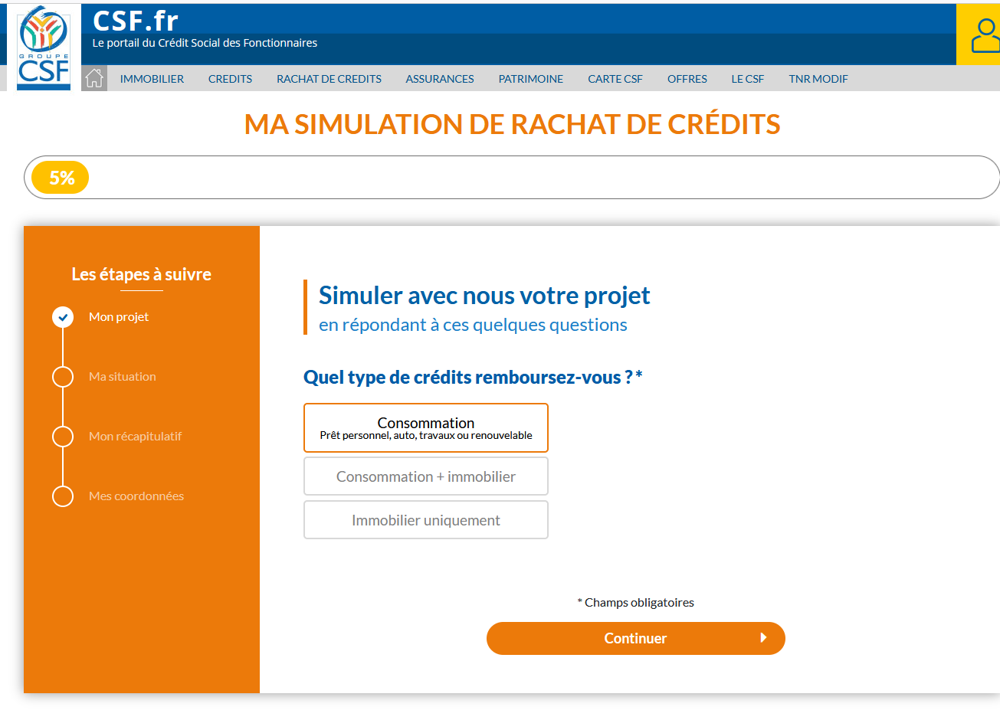 GROUPE
CSF
CSF.fr
Le portail du Crédit Social des Fonctionnaires
IMMOBILIER CREDITS RACHAT DE CREDITS ASSURANCES PATRIMOINE CARTE CSF OFFRES LE CSF TNR MODIF
MA SIMULATION DE RACHAT DE CRÉDITS
5%
Les étapes à suivre
Mon projet
Ma situation
Mon récapitulatif
Mes coordonnées
Simuler avec nous votre projet
en répondant à ces quelques questions
Quel type de crédits remboursez-vous ? *
Consommation
Prêt personnel, auto, travaux ou renouvelable
Consommation + immobilier
Immobilier uniquement
* Champs obligatoires
Continuer